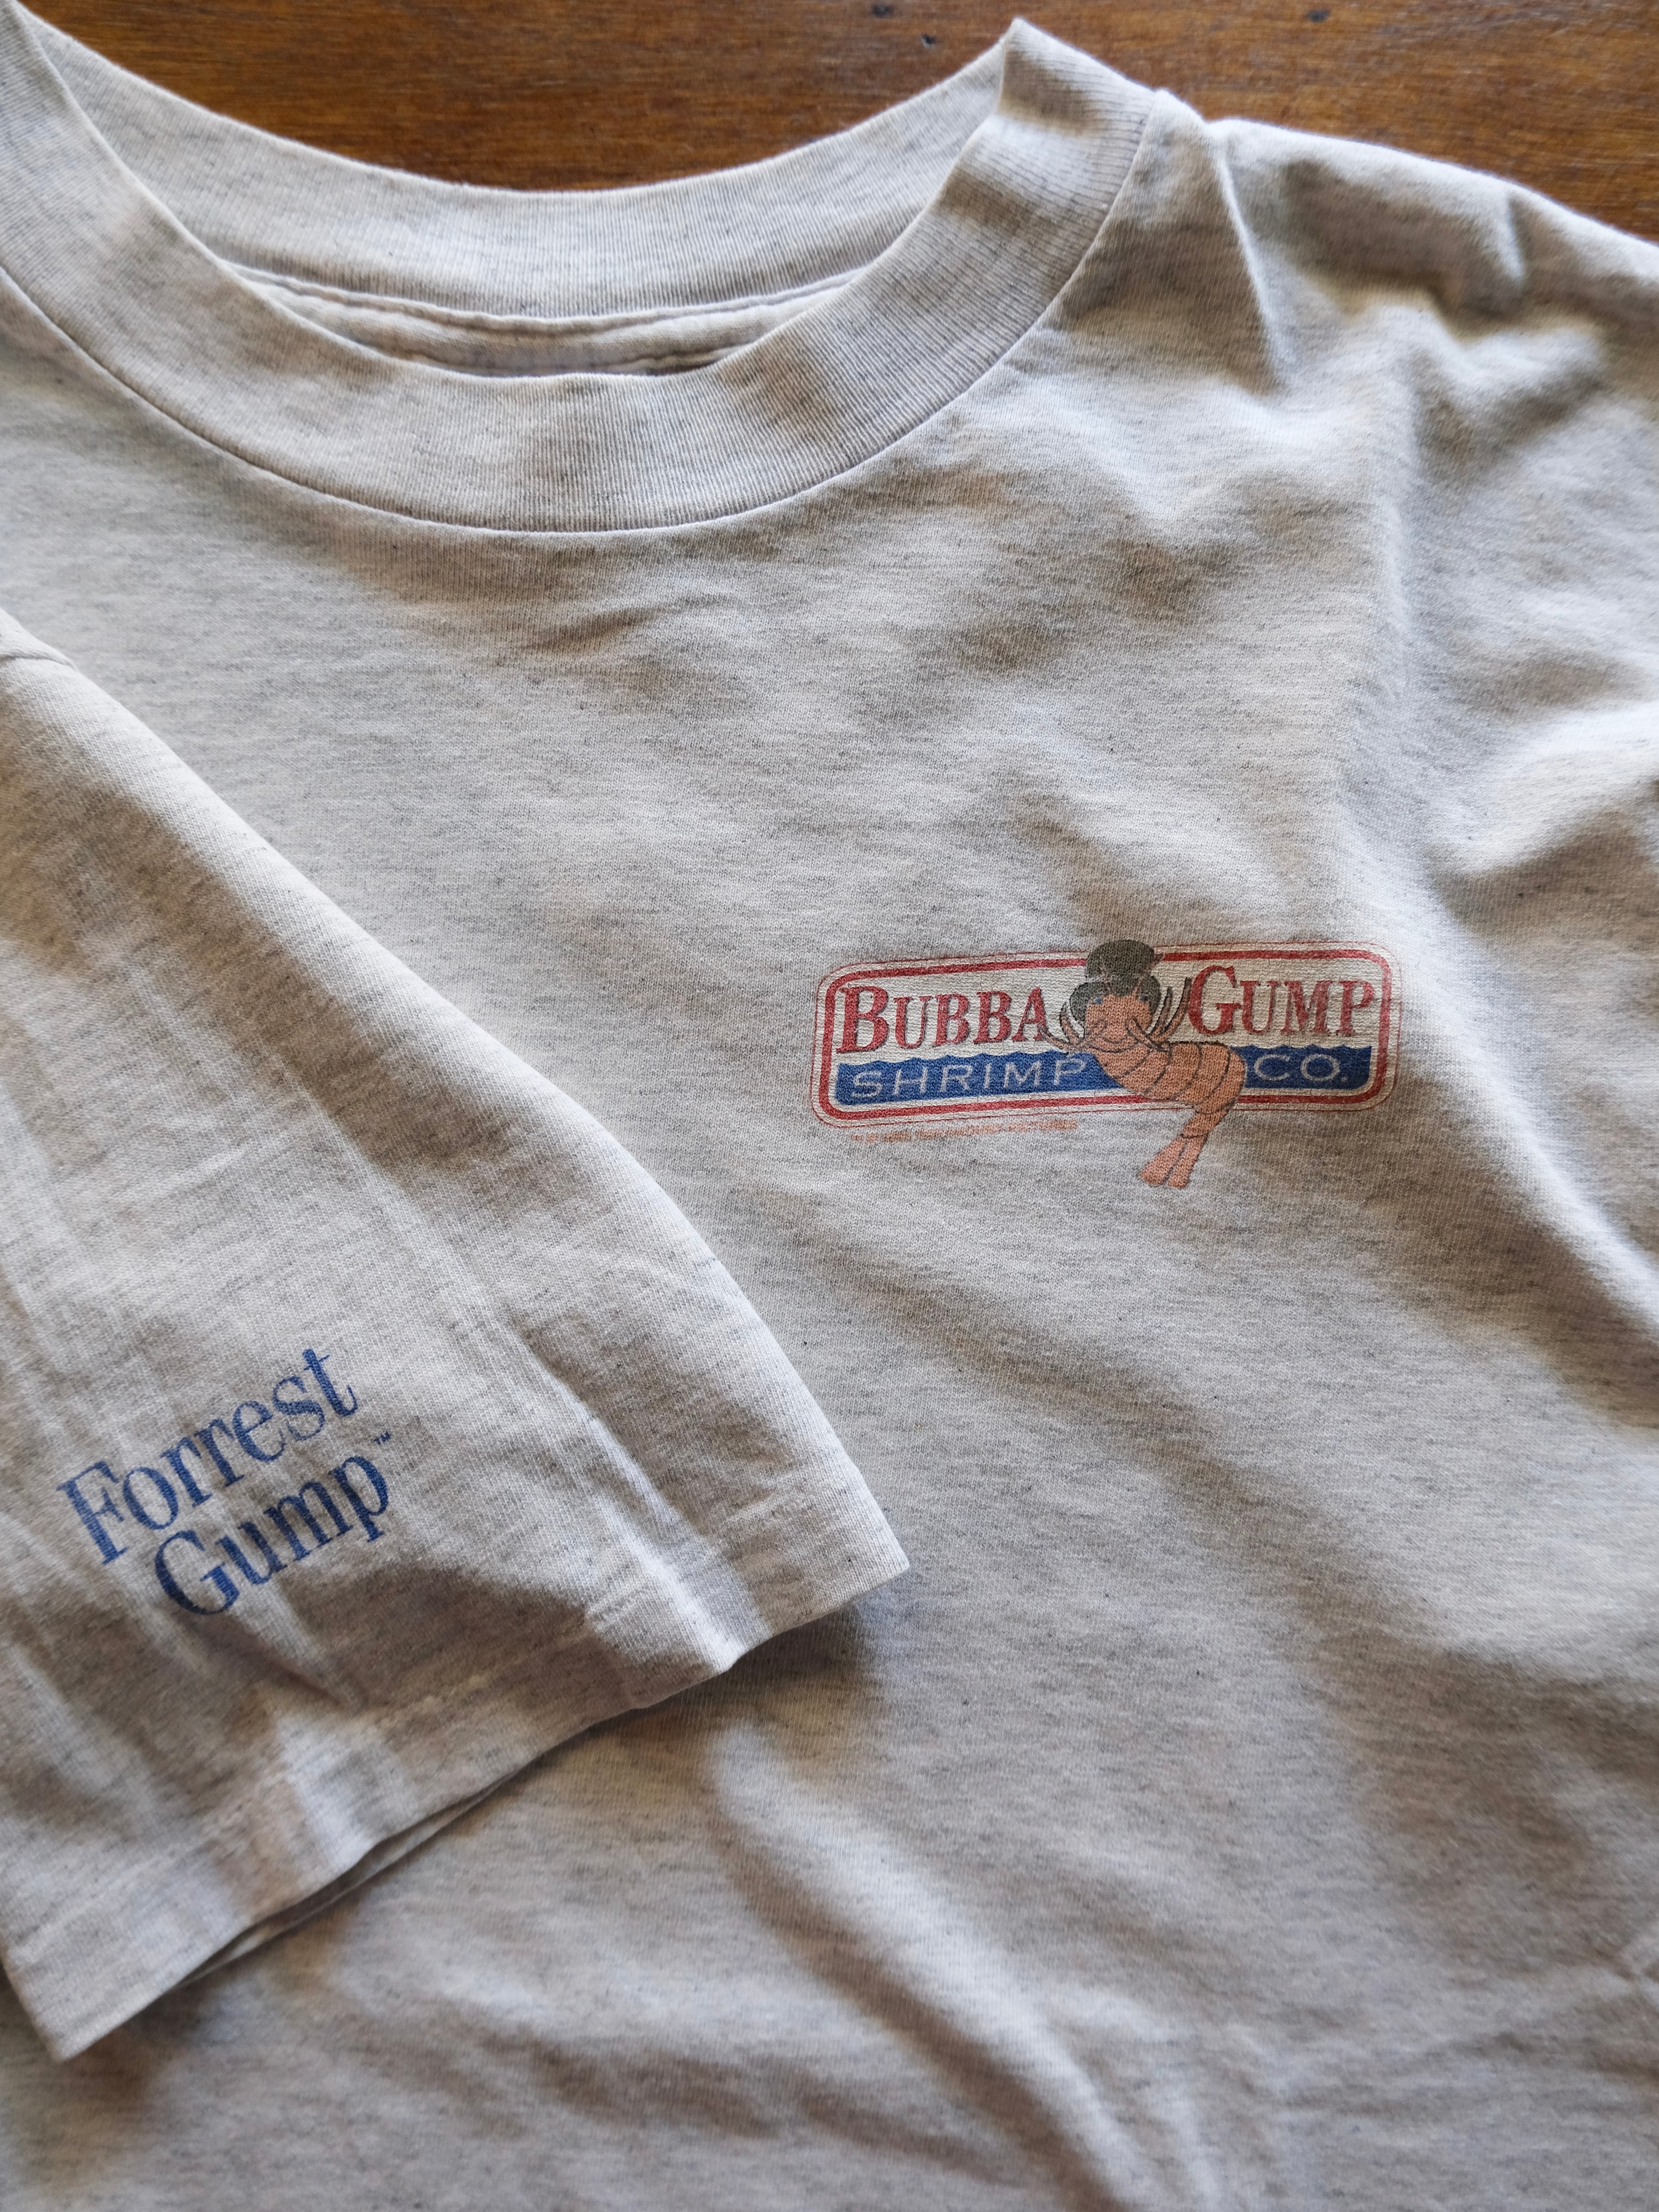 BUBBA GUMP
SHRIMP CO.
Forrest
Gump™